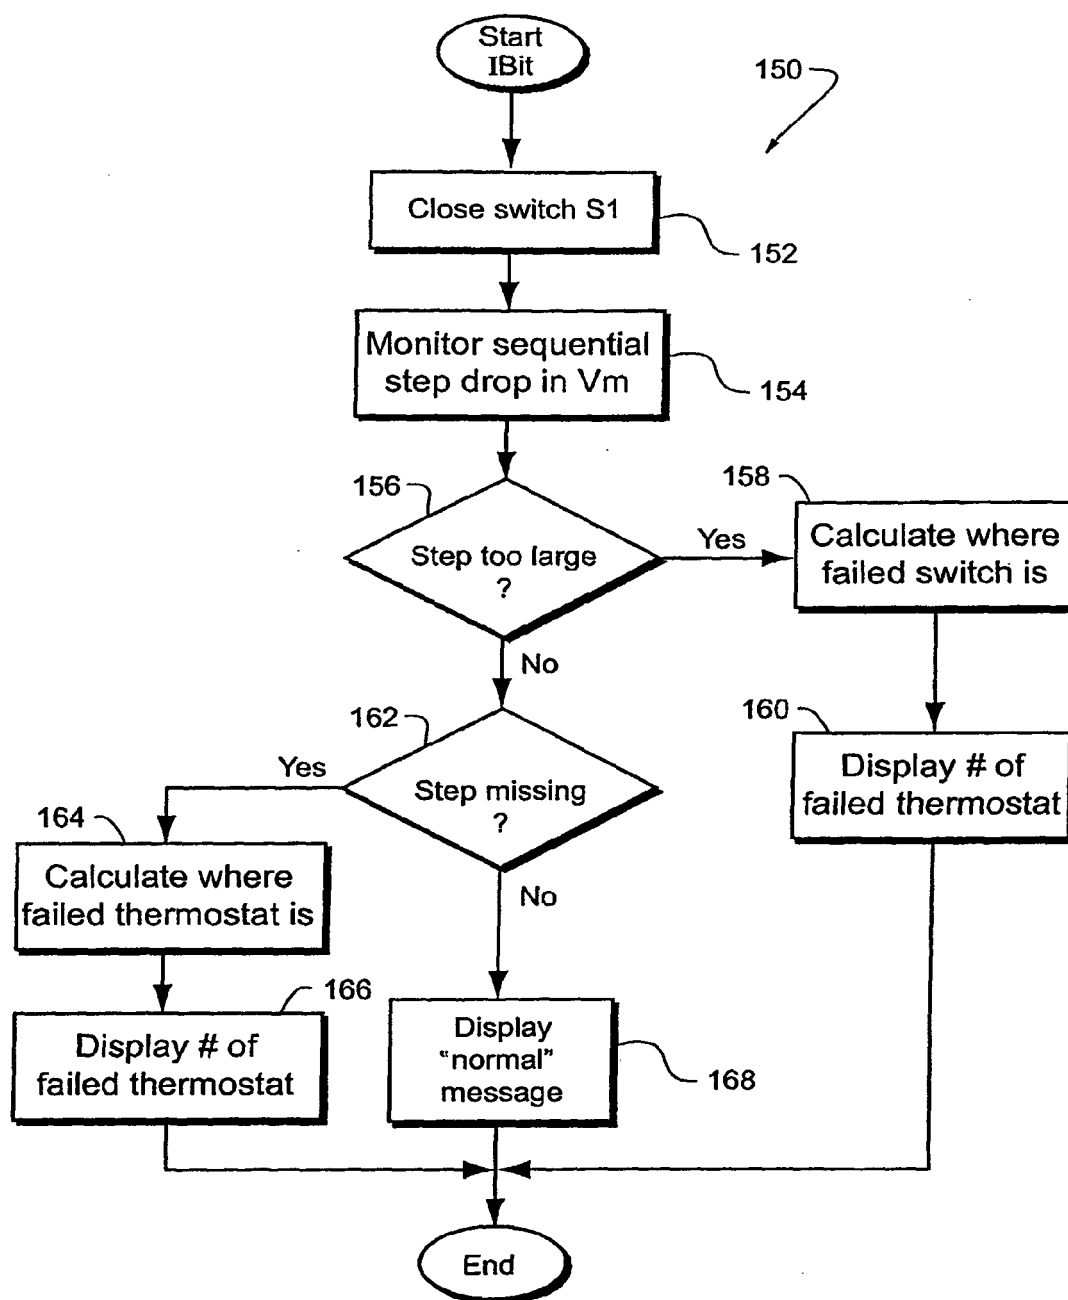 Start
IBit
150
Close switch S1
152
Monitor sequential
step drop in Vm
154
156
Step too large
?
Yes
158
Calculate where
failed switch is
No
160
Display # of
failed thermostat
162
Step missing
?
Yes
164
Calculate where
failed thermostat is
No
166
Display # of
failed thermostat
Display
"normal"
message
168
End